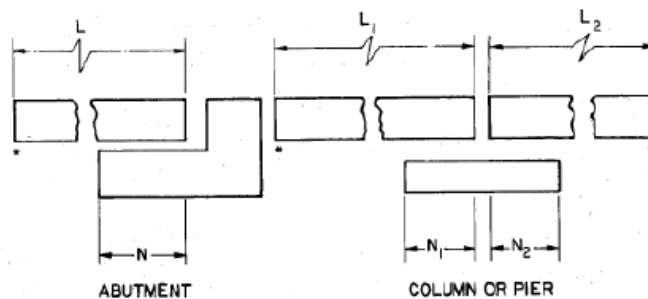 L L₁ L₂
* *
N N₁ N₂
ABUTMENT COLUMN OR PIER